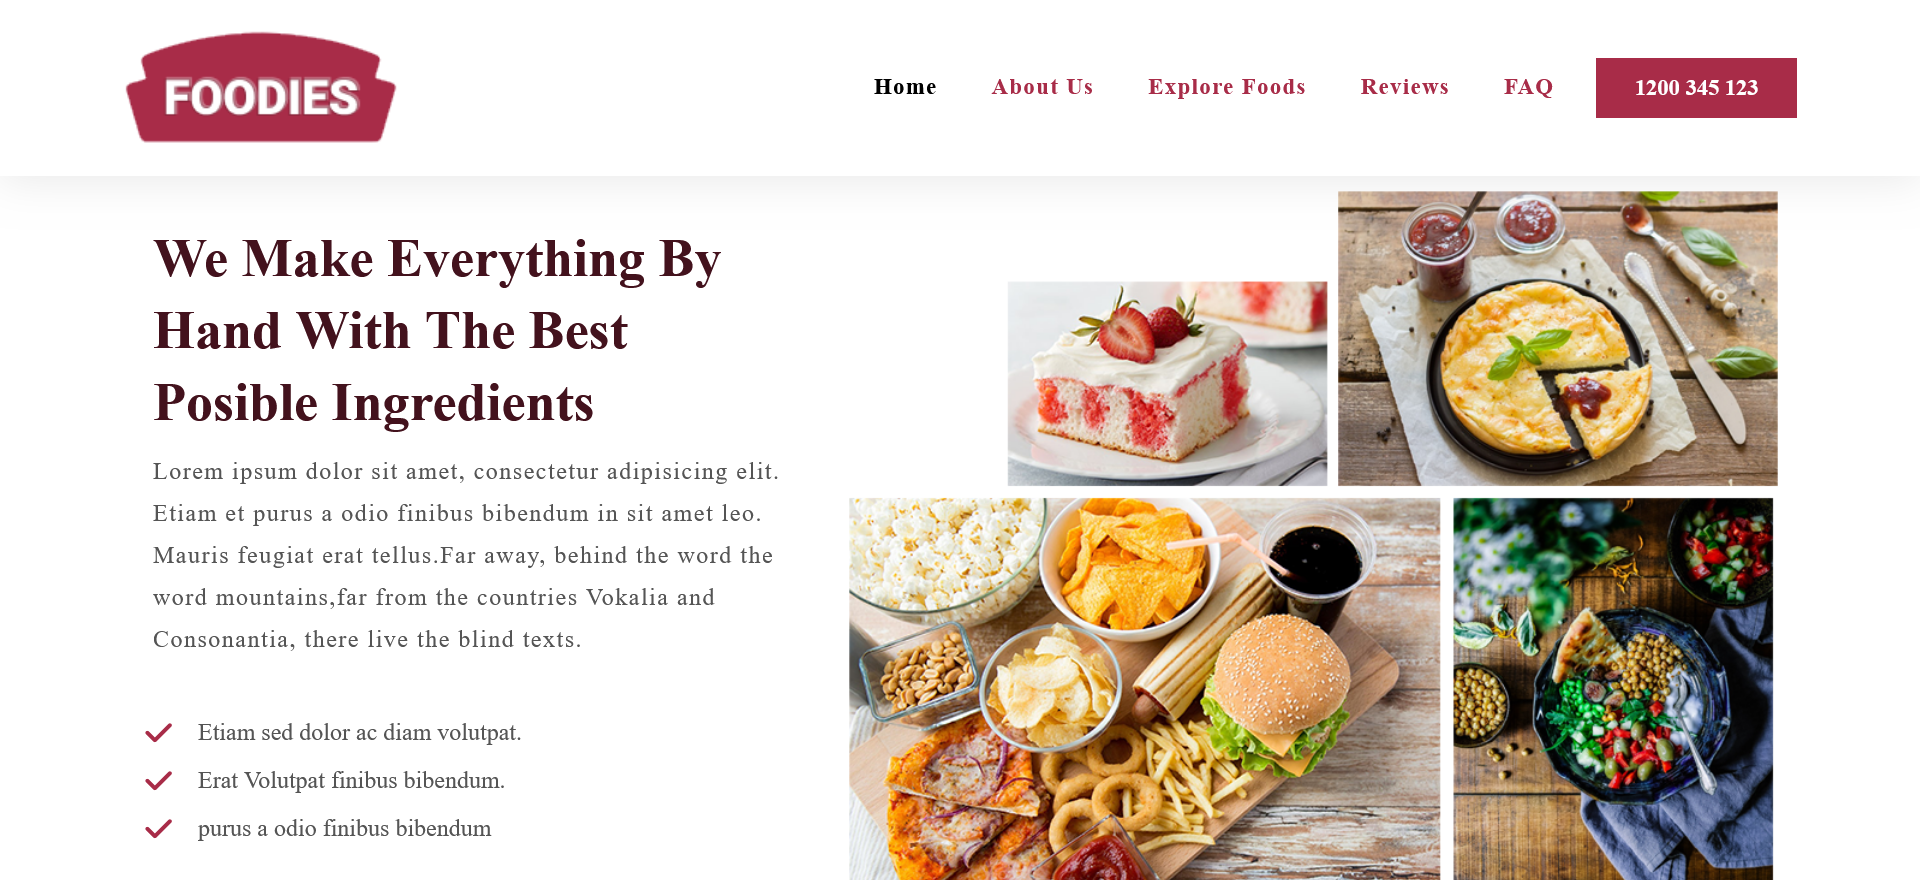 FOODIES
Home
About Us
Explore Foods
Reviews
FAQ
1200 345 123
We Make Everything By
Hand With The Best
Posible Ingredients
Lorem ipsum dolor sit amet, consectetur adipisicing elit.
Etiam et purus a odio finibus bibendum in sit amet leo.
Mauris feugiat erat tellus.Far away, behind the word the
word mountains,far from the countries Vokalia and
Consonantia, there live the blind texts.
Etiam sed dolor ac diam volutpat.
Erat Volutpat finibus bibendum.
purus a odio finibus bibendum